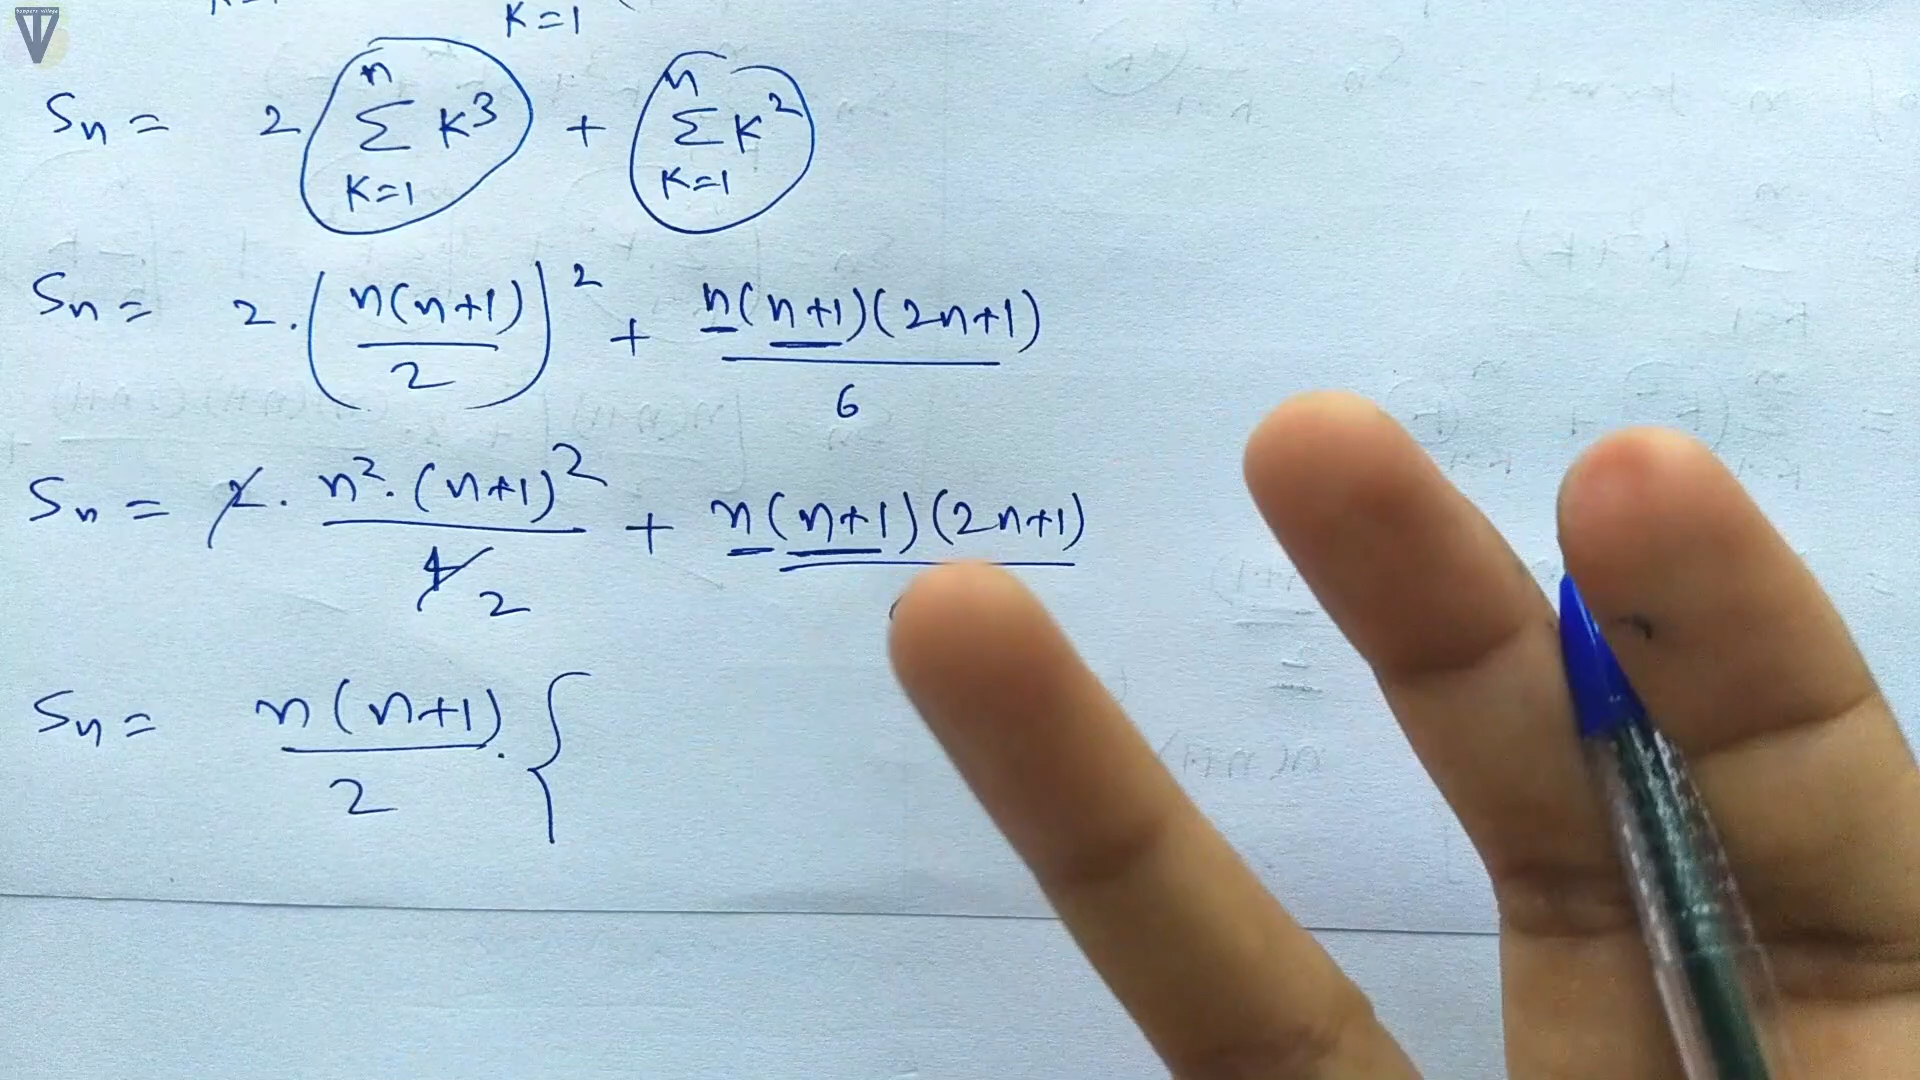 K=1
Sn = 2 n Σ K=1 K³ + n Σ K=1 K²
Sn = 2 . (n(n+1)/2)² + n(n+1)(2n+1)/6
Sn = 2 . n² . (n+1)²/4 2 + n(n+1)(2n+1)
Sn = n(n+1)/2 . {